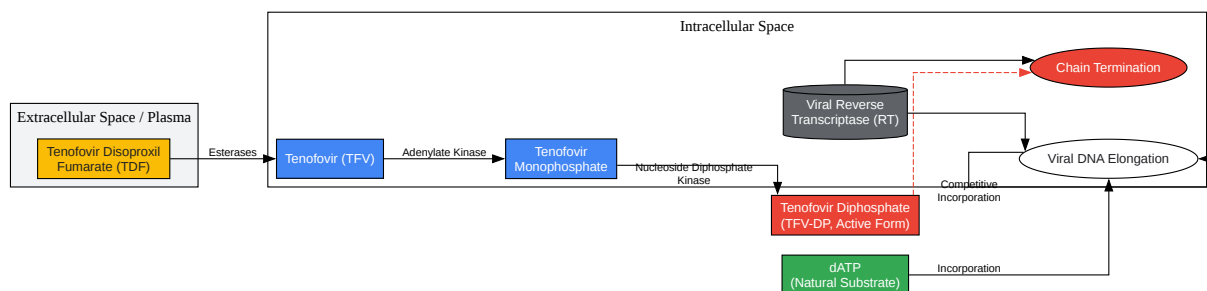 Intracellular Space
Extracellular Space / Plasma
Tenofovir Disoproxil
Fumarate (TDF)
Esterases
Tenofovir (TFV)
Adenylate Kinase
Tenofovir
Monophosphate
Nucleoside Diphosphate
Kinase
Tenofovir Diphosphate
(TFV-DP, Active Form)
Viral Reverse
Transcriptase (RT)
Chain Termination
Viral DNA Elongation
Competitive
Incorporation
dATP
(Natural Substrate)
Incorporation